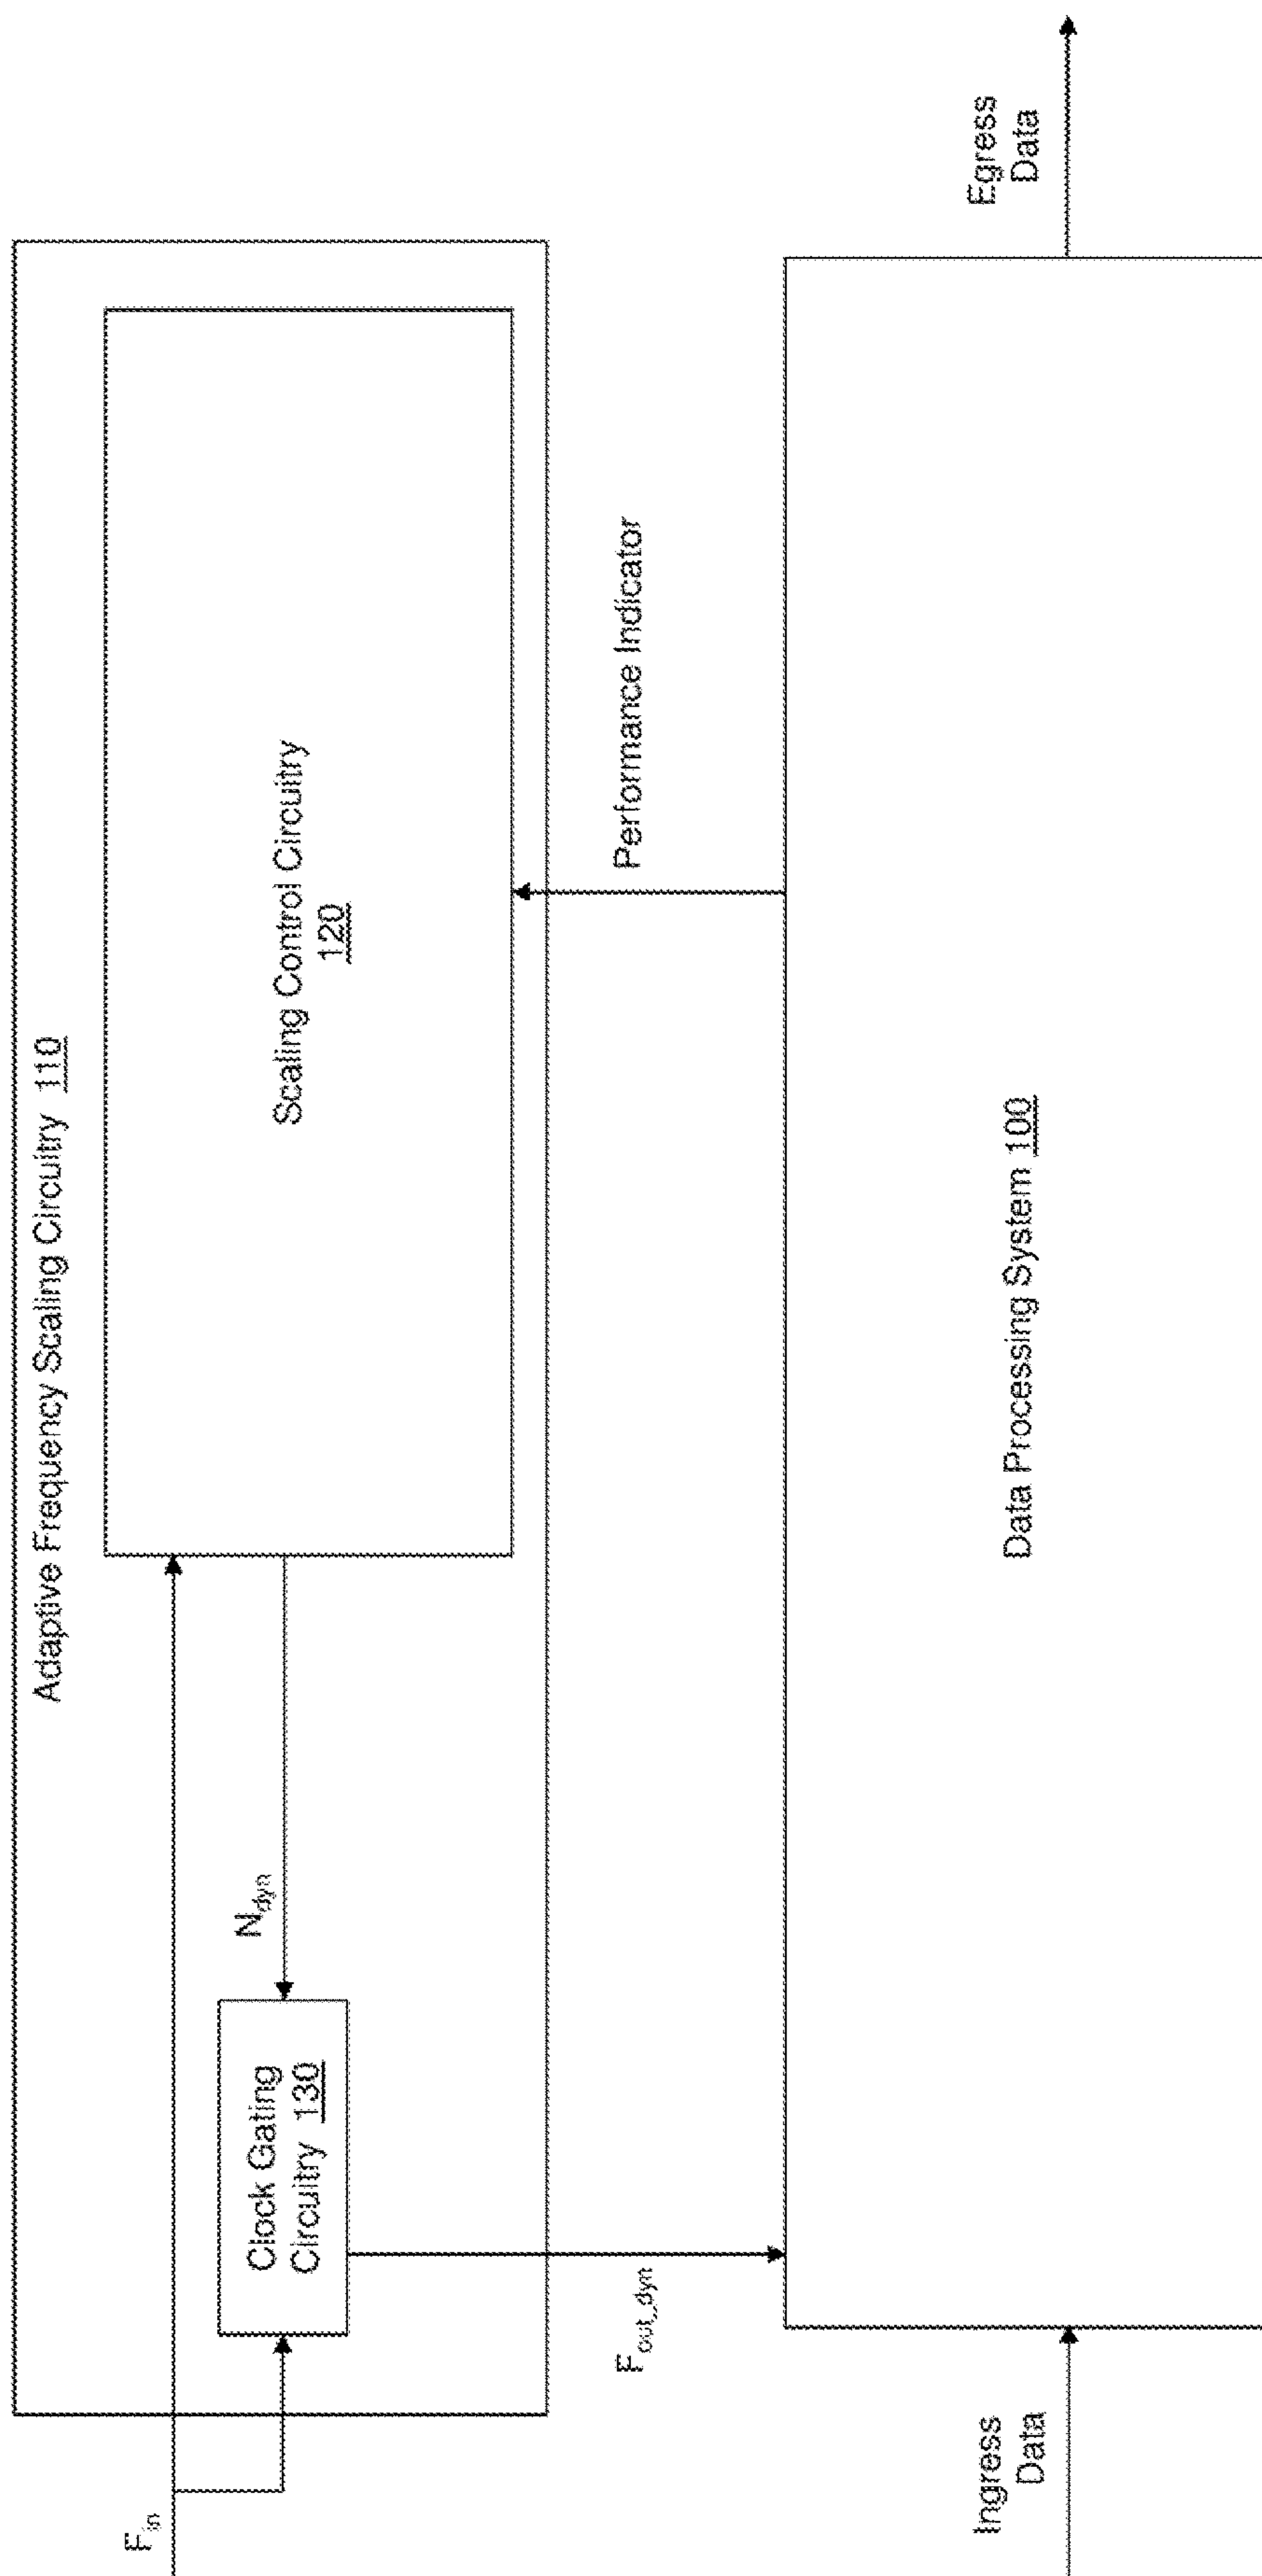 Adaptive Frequency Scaling Circuitry 110
F_in
Clock Gating
Circuitry 130
N_dyn
Scaling Control Circuitry
120
F_out_dyn
Performance Indicator
Ingress
Data
Data Processing System 100
Egress
Data